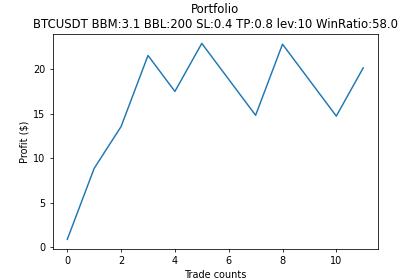 Portfolio
BTCUSDT BBM:3.1 BBL:200 SL:0.4 TP:0.8 lev:10 WinRatio:58.0
20
15
10
5
0
Profit ($)
0 2 4 6 8 10
Trade counts